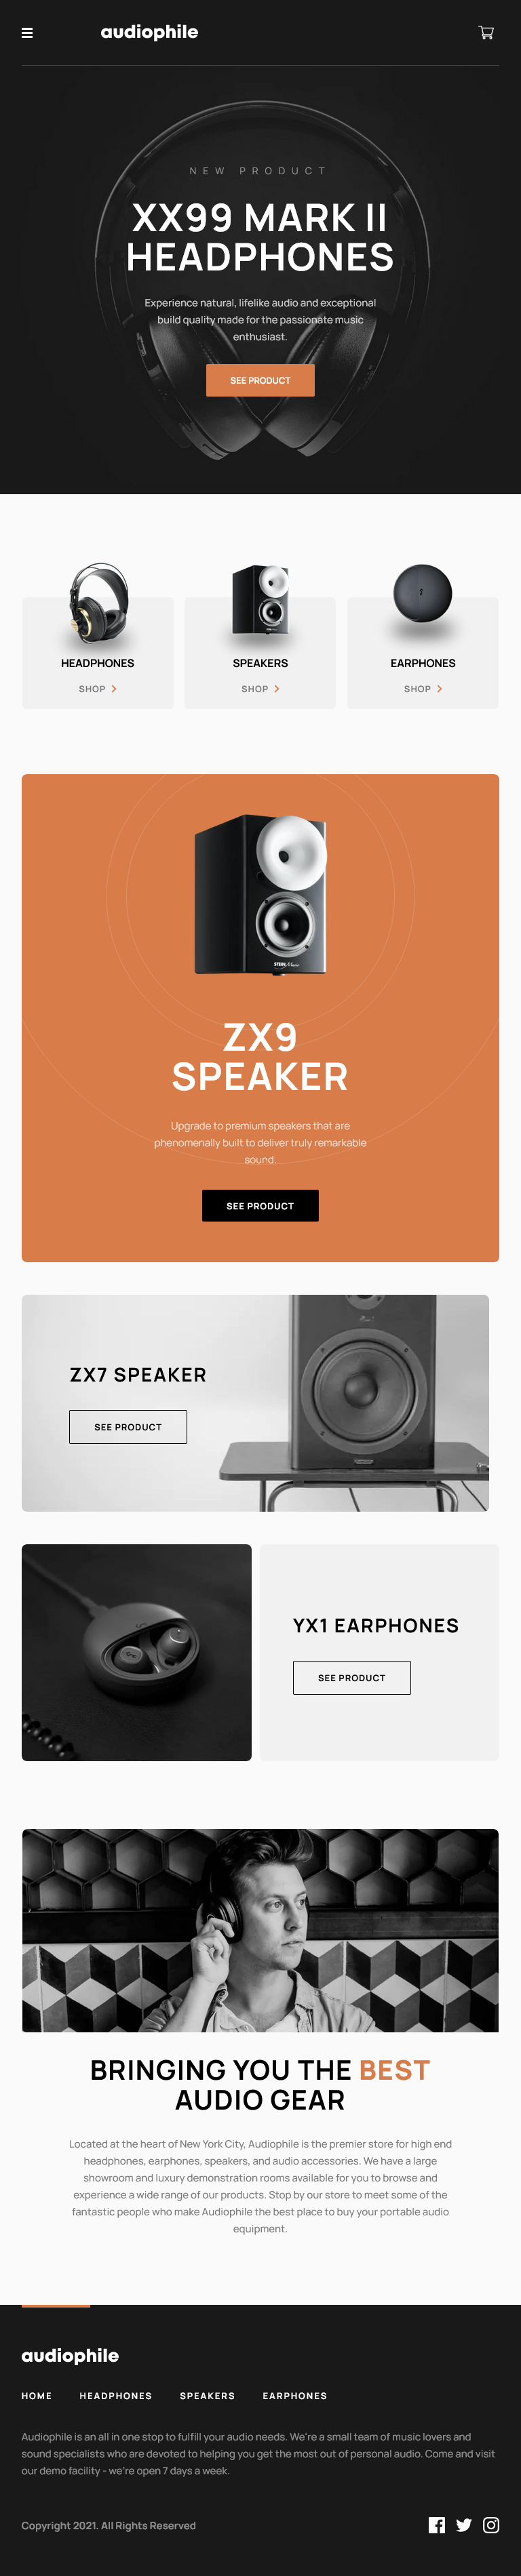 audiophile
NEW PRODUCT
XX99 MARK II
HEADPHONES
Experience natural, lifelike audio and exceptional
build quality made for the passionate music
enthusiast.
SEE PRODUCT
HEADPHONES
SHOP
SPEAKERS
SHOP
EARPHONES
SHOP
ZX9
SPEAKER
Upgrade to premium speakers that are
phenomenally built to deliver truly remarkable
sound.
SEE PRODUCT
ZX7 SPEAKER
SEE PRODUCT
YX1 EARPHONES
SEE PRODUCT
BRINGING YOU THE BEST
AUDIO GEAR
Located at the heart of New York City, Audiophile is the premier store for high end
headphones, earphones, speakers, and audio accessories. We have a large
showroom and luxury demonstration rooms available for you to browse and
experience a wide range of our products. Stop by our store to meet some of the
fantastic people who make Audiophile the best place to buy your portable audio
equipment.
audiophile
HOME HEADPHONES SPEAKERS EARPHONES
Audiophile is an all in one stop to fulfill your audio needs. We're a small team of music lovers and
sound specialists who are devoted to helping you get the most out of personal audio. Come and visit
our demo facility - we're open 7 days a week.
Copyright 2021. All Rights Reserved